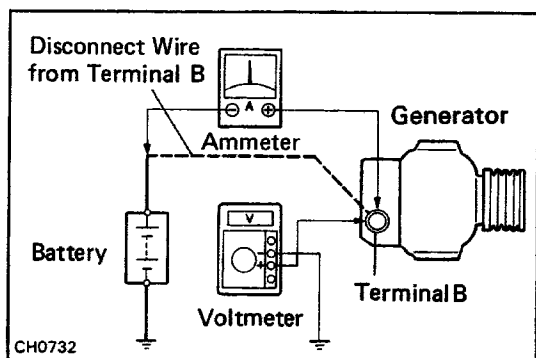 Disconnect Wire
from Terminal B
− A +
Ammeter
Generator
V
+
Battery
Voltmeter
Terminal B
CH0732